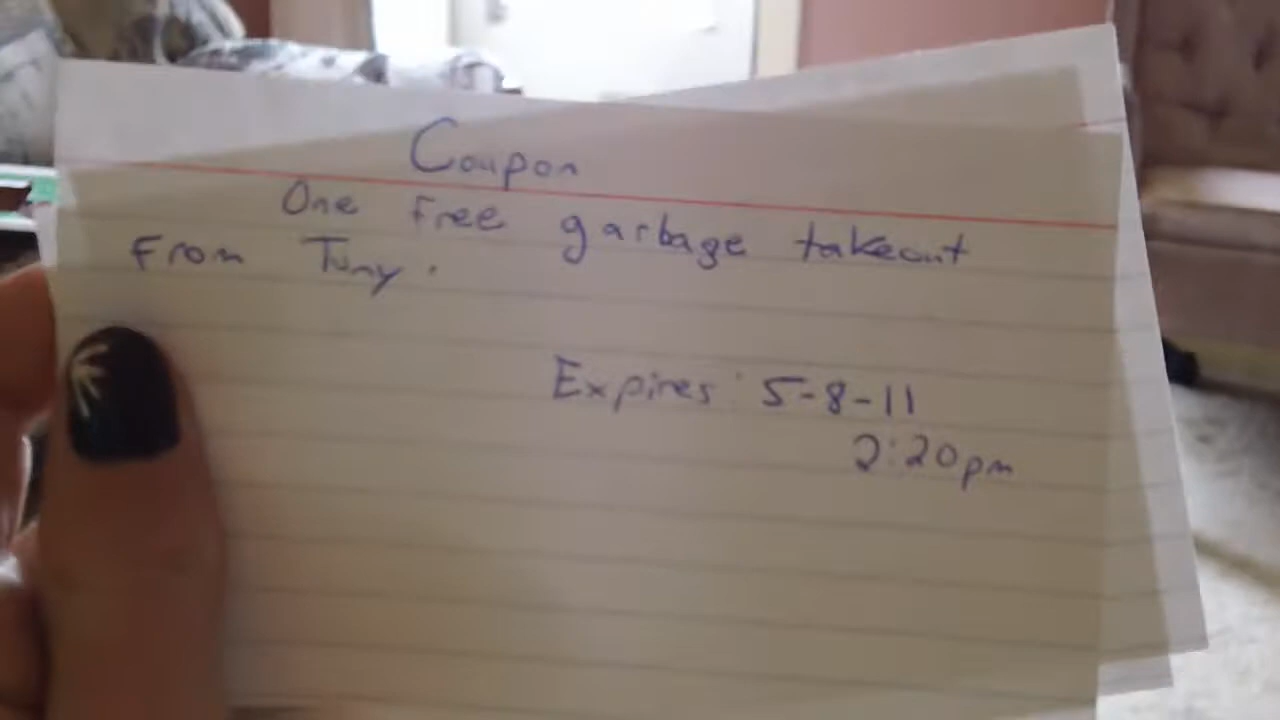 Coupon
One Free garbage takeout
From Tony.
Expires: 5-8-11
2:20pm